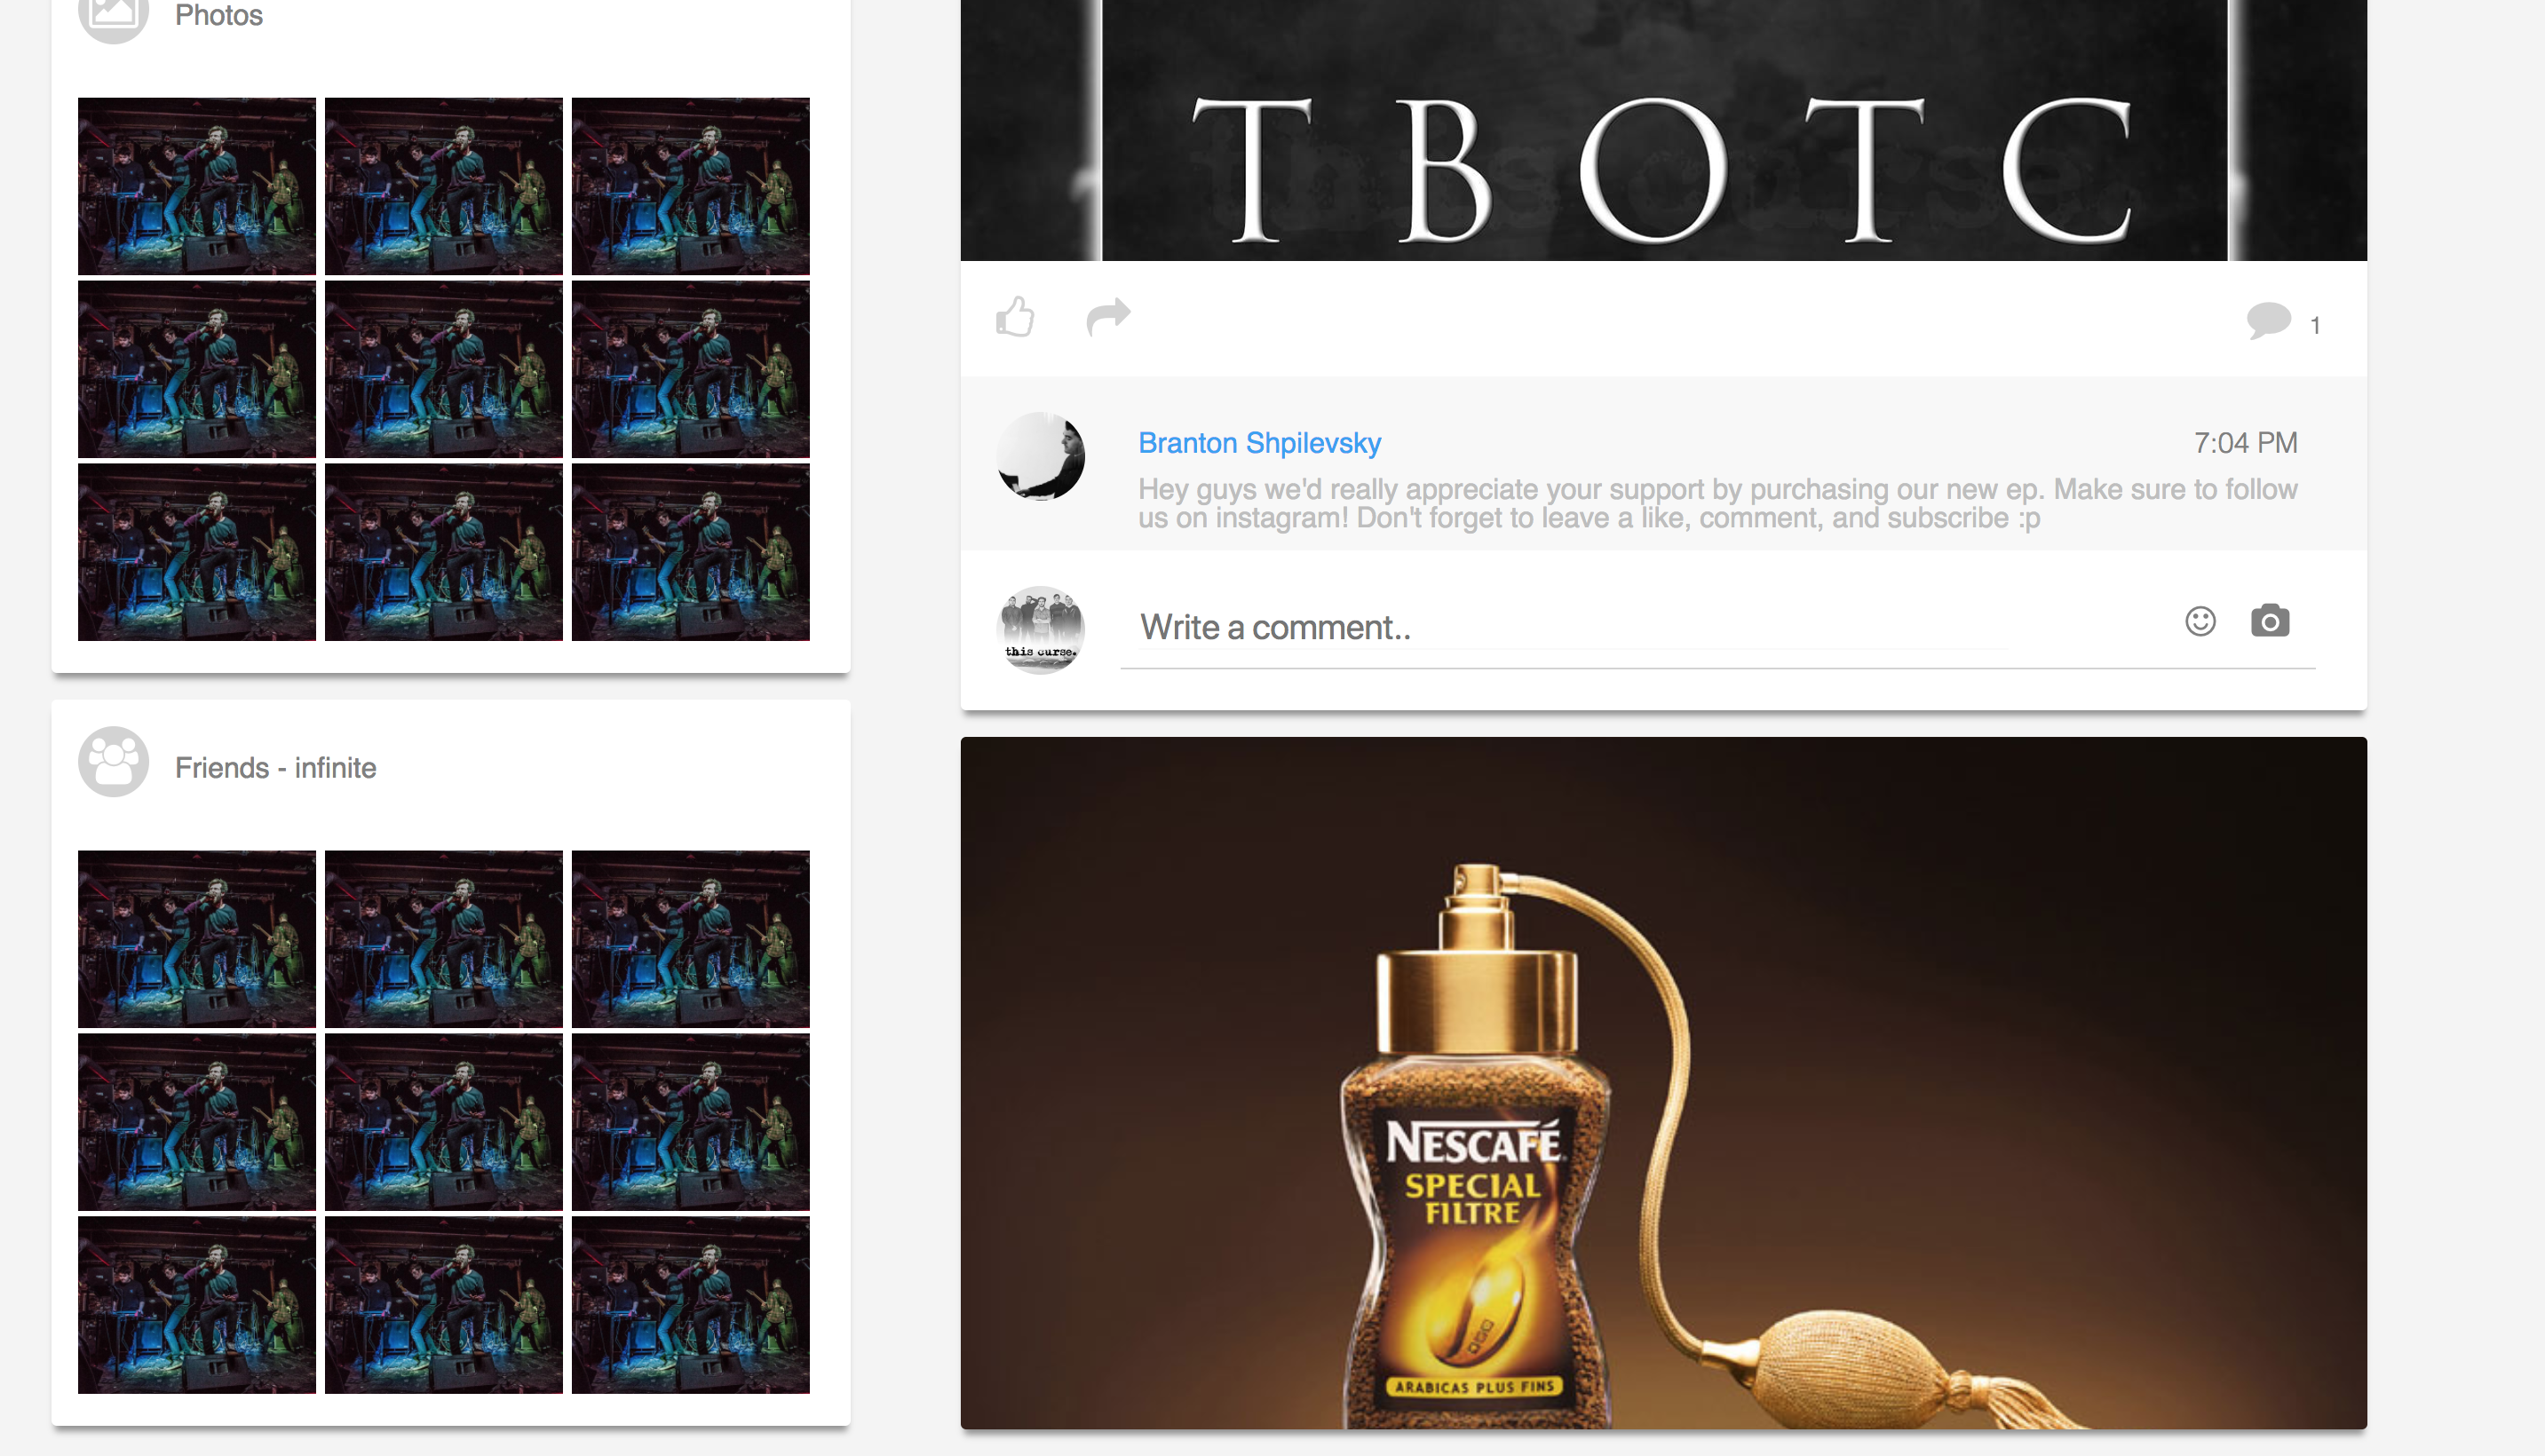 Photos
Friends - infinite
T B O T C
1
Branton Shpilevsky
7:04 PM
Hey guys we'd really appreciate your support by purchasing our new ep. Make sure to follow
us on instagram! Don't forget to leave a like, comment, and subscribe :p
this curse.
Write a comment..
NESCAFÉ
SPECIAL
FILTRE
ARABICAS PLUS FINS